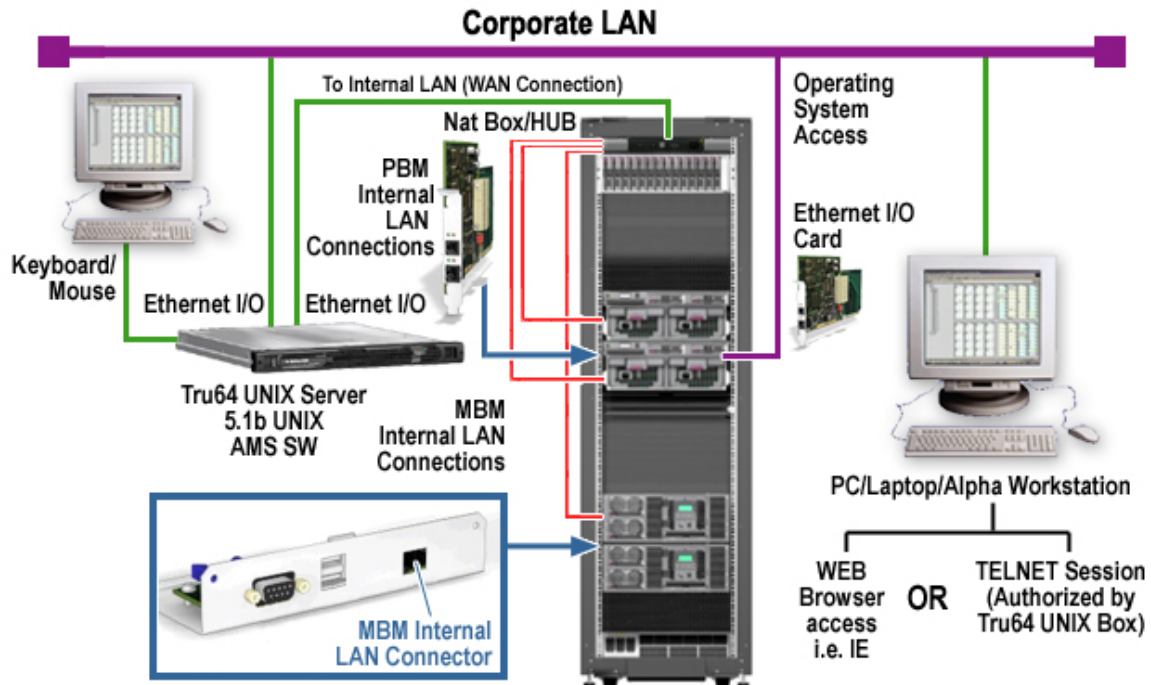 Corporate LAN
To Internal LAN (WAN Connection)
Operating
System
Access
Nat Box/HUB
PBM
Internal
LAN
Connections
Ethernet I/O
Card
Keyboard/
Mouse
Ethernet I/O
Ethernet I/O
Tru64 UNIX Server
5.1b UNIX
AMS SW
MBM
Internal LAN
Connections
PC/Laptop/Alpha Workstation
WEB
Browser
access
i.e. IE
OR
TELNET Session
(Authorized by
Tru64 UNIX Box)
MBM Internal
LAN Connector